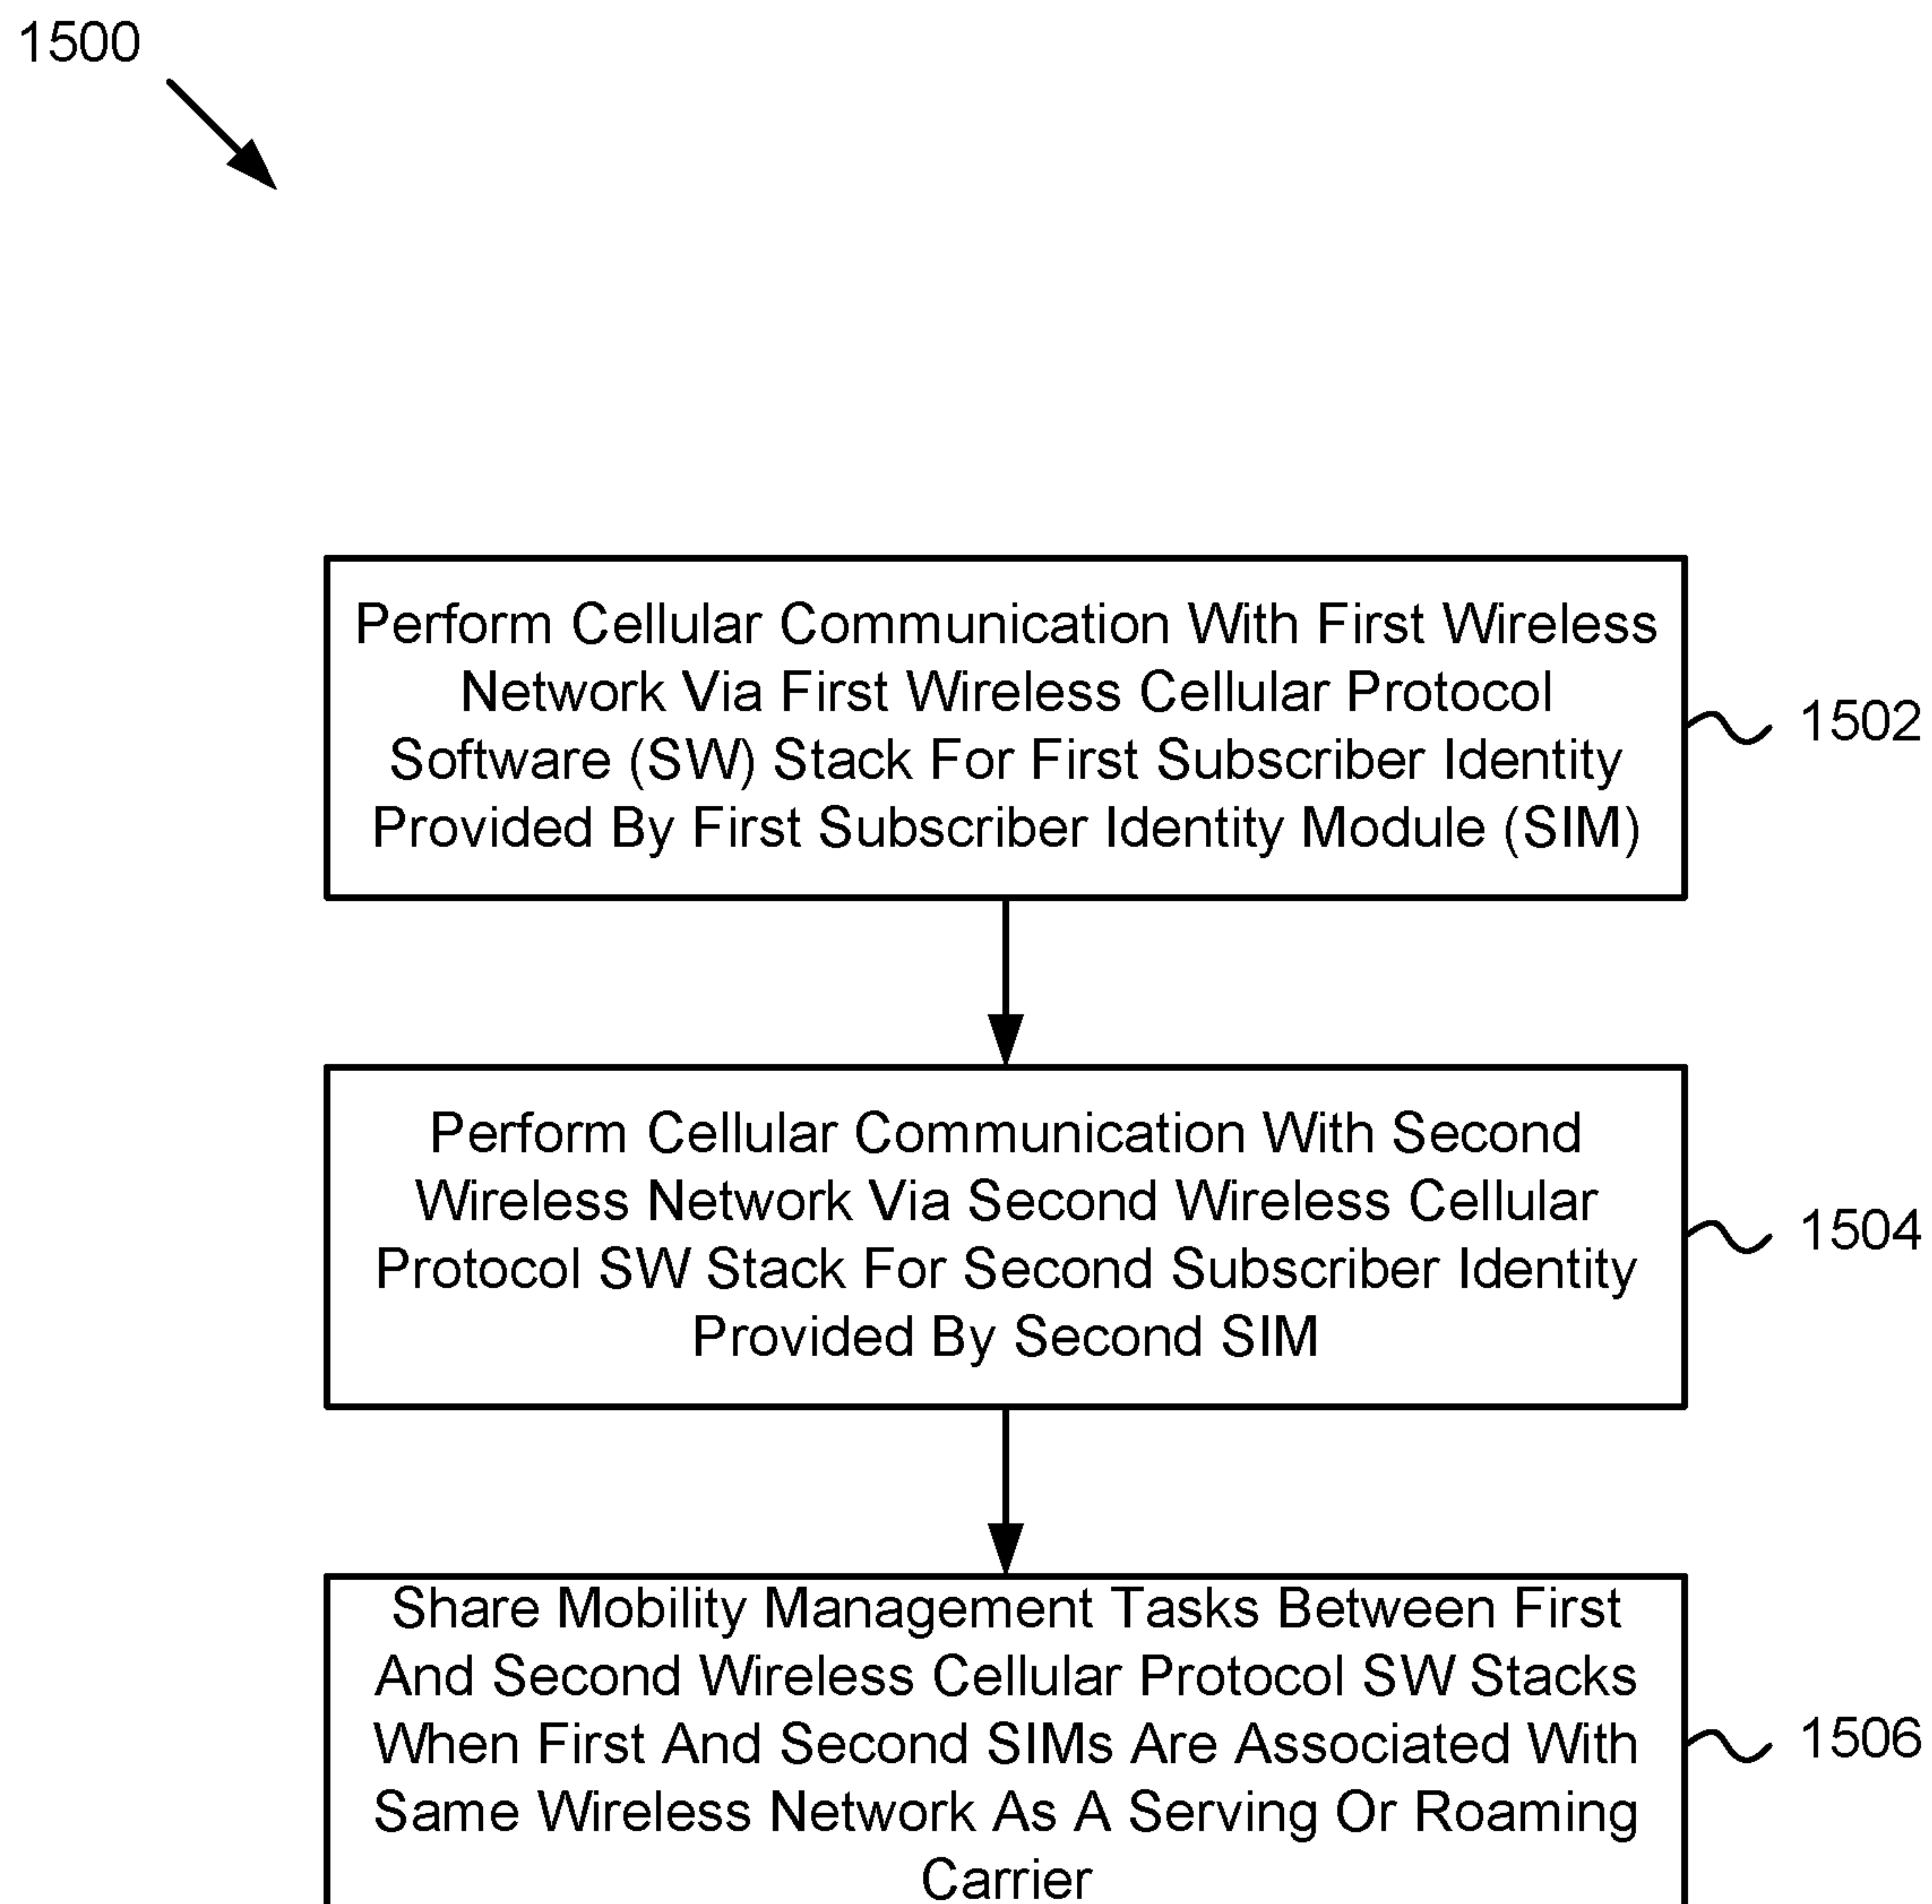 1500
Perform Cellular Communication With First Wireless
Network Via First Wireless Cellular Protocol
Software (SW) Stack For First Subscriber Identity
Provided By First Subscriber Identity Module (SIM)
1502
Perform Cellular Communication With Second
Wireless Network Via Second Wireless Cellular
Protocol SW Stack For Second Subscriber Identity
Provided By Second SIM
1504
Share Mobility Management Tasks Between First
And Second Wireless Cellular Protocol SW Stacks
When First And Second SIMs Are Associated With
Same Wireless Network As A Serving Or Roaming
Carrier
1506